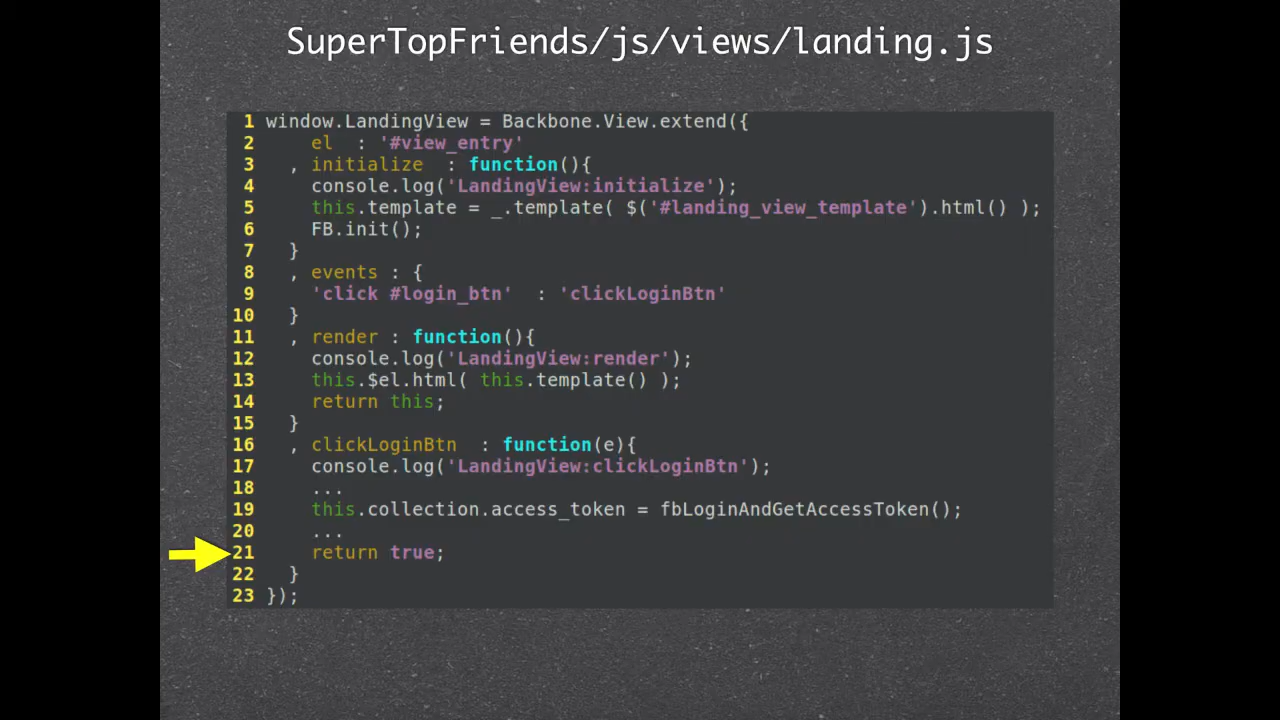 SuperTopFriends/js/views/landing.js
1 window.LandingView = Backbone.View.extend({
2     el  : '#view_entry'
3   , initialize  : function(){
4     console.log('LandingView:initialize');
5     this.template = _.template( $('#landing_view_template').html() );
6     FB.init();
7   }
8   , events : {
9     'click #login_btn'  : 'clickLoginBtn'
10   }
11   , render : function(){
12     console.log('LandingView:render');
13     this.$el.html( this.template() );
14     return this;
15   }
16   , clickLoginBtn  : function(e){
17     console.log('LandingView:clickLoginBtn');
18     ...
19     this.collection.access_token = fbLoginAndGetAccessToken();
20     ...
21     return true;
22   }
23 });